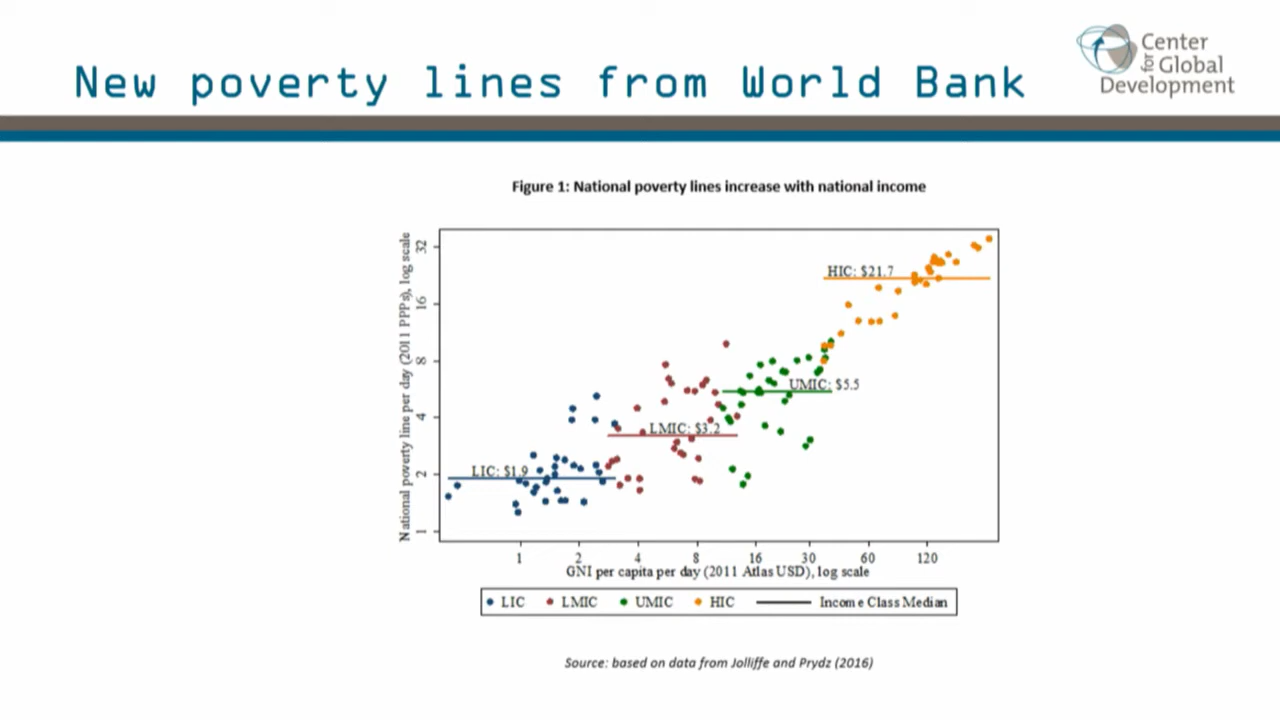 New poverty lines from World Bank
Center
for Global
Development
Figure 1: National poverty lines increase with national income
National poverty line per day (2011 PPPs), log scale
32
16
8
4
2
1
HIC: $21.7
UMIC: $5.5
LMIC: $3.2
LIC: $1.9
1 2 4 8 16 30 60 120
GNI per capita per day (2011 Atlas USD), log scale
LIC LMIC UMIC HIC Income Class Median
Source: based on data from Jolliffe and Prydz (2016)